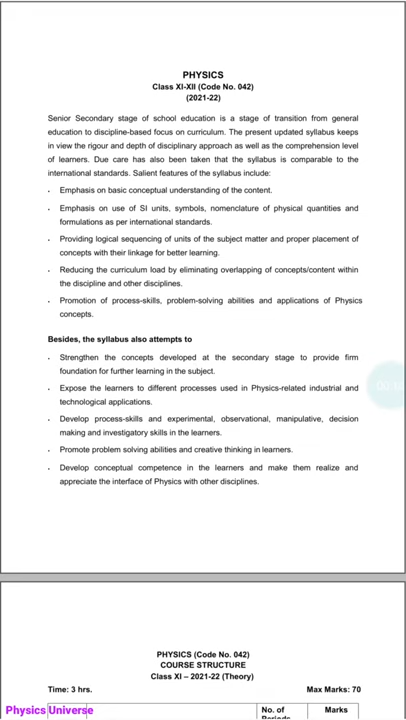 PHYSICS
Class XI-XII (Code No. 042)
(2021-22)
Senior Secondary stage of school education is a stage of transition from general
education to discipline-based focus on curriculum. The present updated syllabus keeps
in view the rigour and depth of disciplinary approach as well as the comprehension level
of learners. Due care has also been taken that the syllabus is comparable to the
international standards. Salient features of the syllabus include:
• Emphasis on basic conceptual understanding of the content.
• Emphasis on use of SI units, symbols, nomenclature of physical quantities and
formulations as per international standards.
• Providing logical sequencing of units of the subject matter and proper placement of
concepts with their linkage for better learning.
• Reducing the curriculum load by eliminating overlapping of concepts/content within
the discipline and other disciplines.
• Promotion of process-skills, problem-solving abilities and applications of Physics
concepts.
Besides, the syllabus also attempts to
• Strengthen the concepts developed at the secondary stage to provide firm
foundation for further learning in the subject.
• Expose the learners to different processes used in Physics-related industrial and
technological applications.
• Develop process-skills and experimental, observational, manipulative, decision
making and investigatory skills in the learners.
• Promote problem solving abilities and creative thinking in learners.
• Develop conceptual competence in the learners and make them realize and
appreciate the interface of Physics with other disciplines.
PHYSICS (Code No. 042)
COURSE STRUCTURE
Class XI – 2021-22 (Theory)
Time: 3 hrs. Max Marks: 70
Physics Universe
No. of Marks
Periods